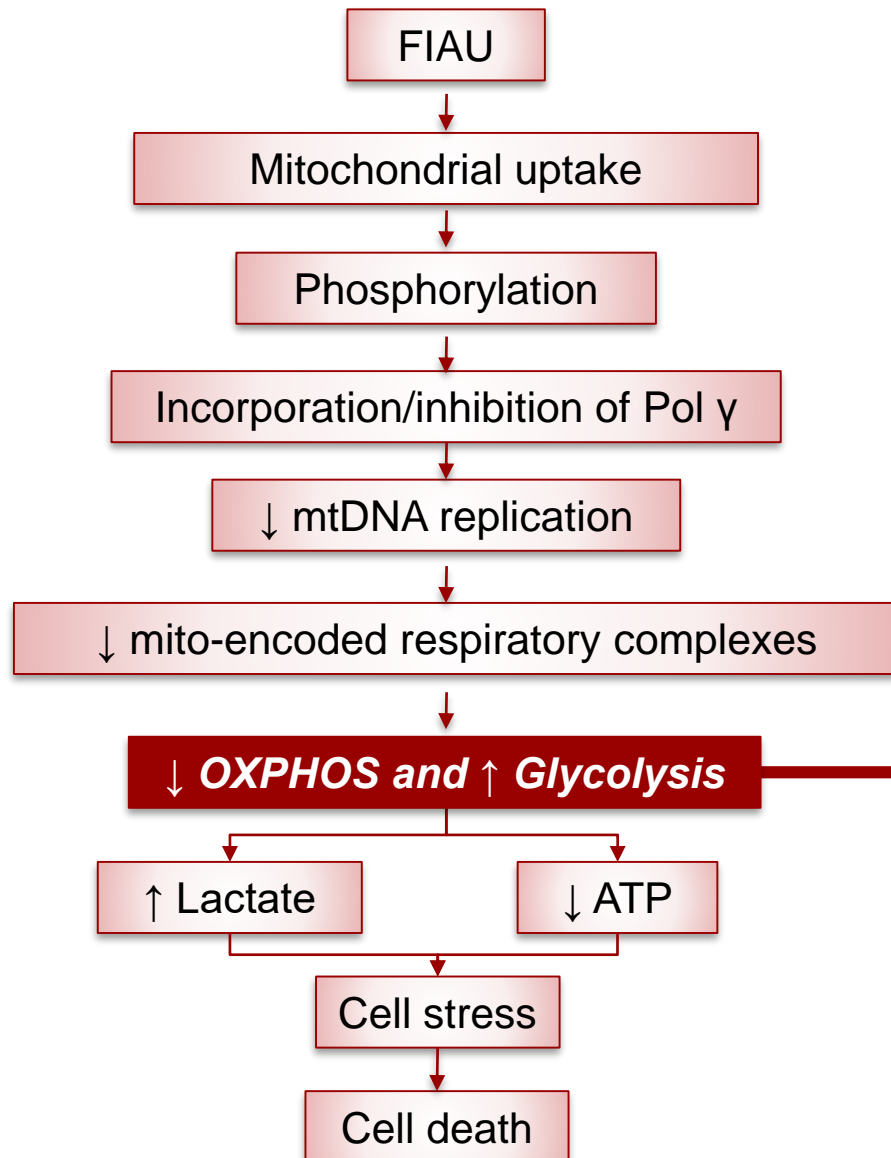 FIAU
Mitochondrial uptake
Phosphorylation
Incorporation/inhibition of Pol γ
↓ mtDNA replication
↓ mito-encoded respiratory complexes
↓ OXPHOS and ↑ Glycolysis
↑ Lactate
↓ ATP
Cell stress
Cell death